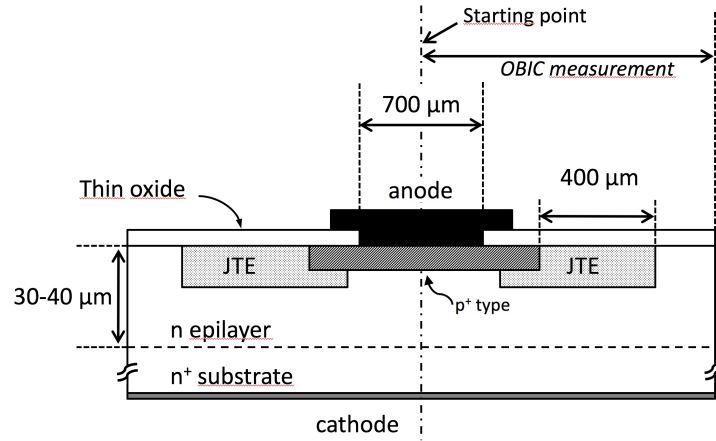 Starting point
OBIC measurement
700 µm
400 µm
Thin oxide
anode
JTE
JTE
30-40 µm
p+ type
n epilayer
n+ substrate
cathode